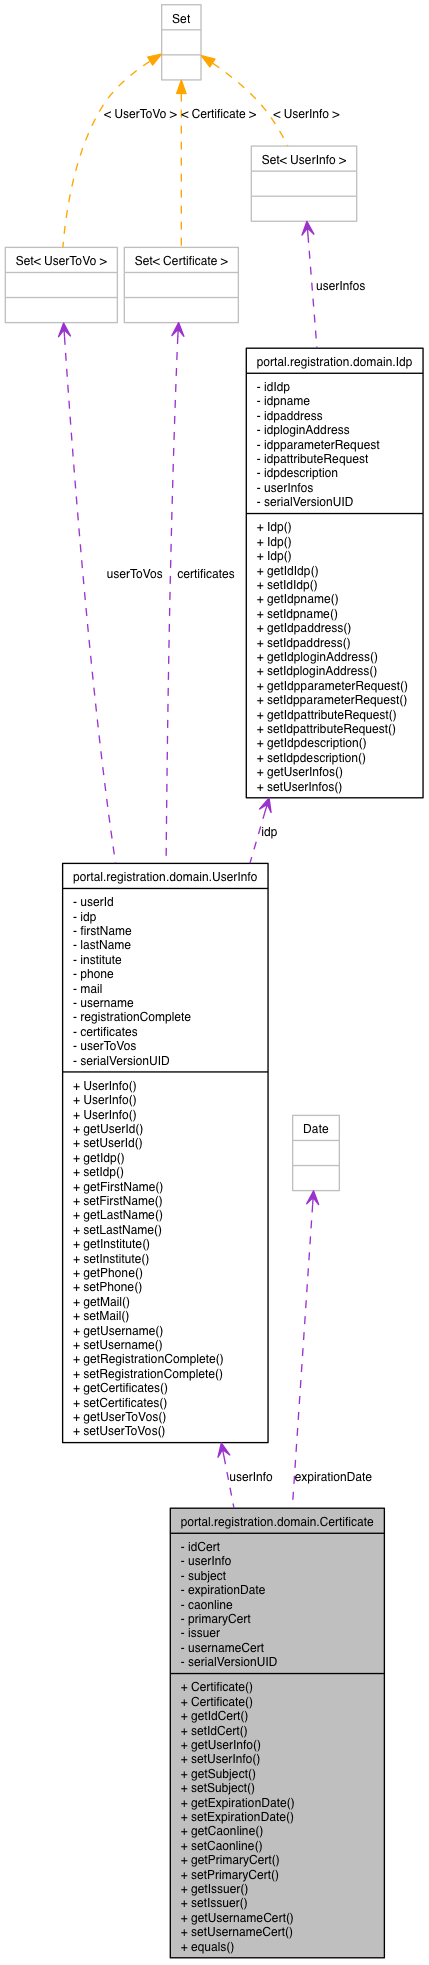 Set
< UserToVo >
< Certificate >
< UserInfo >
Set< UserInfo >
Set< UserToVo >
Set< Certificate >
userInfos
portal.registration.domain.Idp
- idIdp
- idpname
- idpaddress
- idploginAddress
- idpparameterRequest
- idpattributeRequest
- idpdescription
- userInfos
- serialVersionUID
+ Idp()
+ Idp()
+ Idp()
+ getIdIdp()
+ setIdIdp()
+ getIdpname()
+ setIdpname()
+ getIdpaddress()
+ setIdpaddress()
+ getIdploginAddress()
+ setIdploginAddress()
+ getIdpparameterRequest()
+ setIdpparameterRequest()
+ getIdpattributeRequest()
+ setIdpattributeRequest()
+ getIdpdescription()
+ setIdpdescription()
+ getUserInfos()
+ setUserInfos()
userToVos
certificates
idp
portal.registration.domain.UserInfo
- userId
- idp
- firstName
- lastName
- institute
- phone
- mail
- username
- registrationComplete
- certificates
- userToVos
- serialVersionUID
+ UserInfo()
+ UserInfo()
+ UserInfo()
+ getUserId()
+ setUserId()
+ getIdp()
+ setIdp()
+ getFirstName()
+ setFirstName()
+ getLastName()
+ setLastName()
+ getInstitute()
+ setInstitute()
+ getPhone()
+ setPhone()
+ getMail()
+ setMail()
+ getUsername()
+ setUsername()
+ getRegistrationComplete()
+ setRegistrationComplete()
+ getCertificates()
+ setCertificates()
+ getUserToVos()
+ setUserToVos()
Date
userInfo
expirationDate
portal.registration.domain.Certificate
- idCert
- userInfo
- subject
- expirationDate
- caonline
- primaryCert
- issuer
- usernameCert
- serialVersionUID
+ Certificate()
+ Certificate()
+ getIdCert()
+ setIdCert()
+ getUserInfo()
+ setUserInfo()
+ getSubject()
+ setSubject()
+ getExpirationDate()
+ setExpirationDate()
+ getCaonline()
+ setCaonline()
+ getPrimaryCert()
+ setPrimaryCert()
+ getIssuer()
+ setIssuer()
+ getUsernameCert()
+ setUsernameCert()
+ equals()